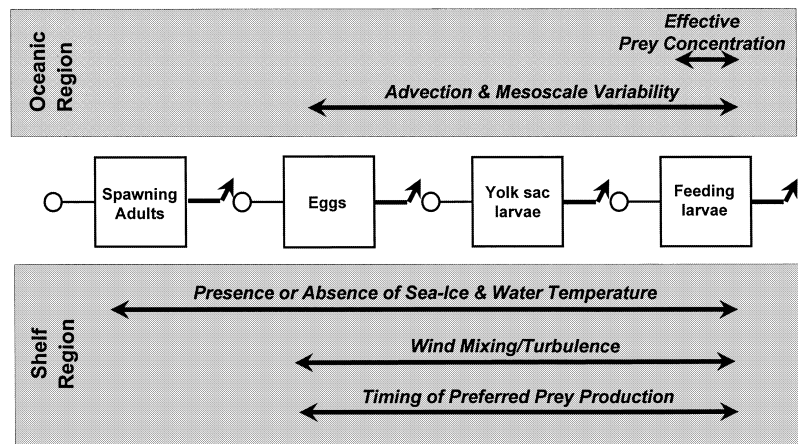 Oceanic
Region
Effective
Prey Concentration
Advection & Mesoscale Variability
Spawning
Adults
Eggs
Yolk sac
larvae
Feeding
larvae
Shelf
Region
Presence or Absence of Sea-Ice & Water Temperature
Wind Mixing/Turbulence
Timing of Preferred Prey Production